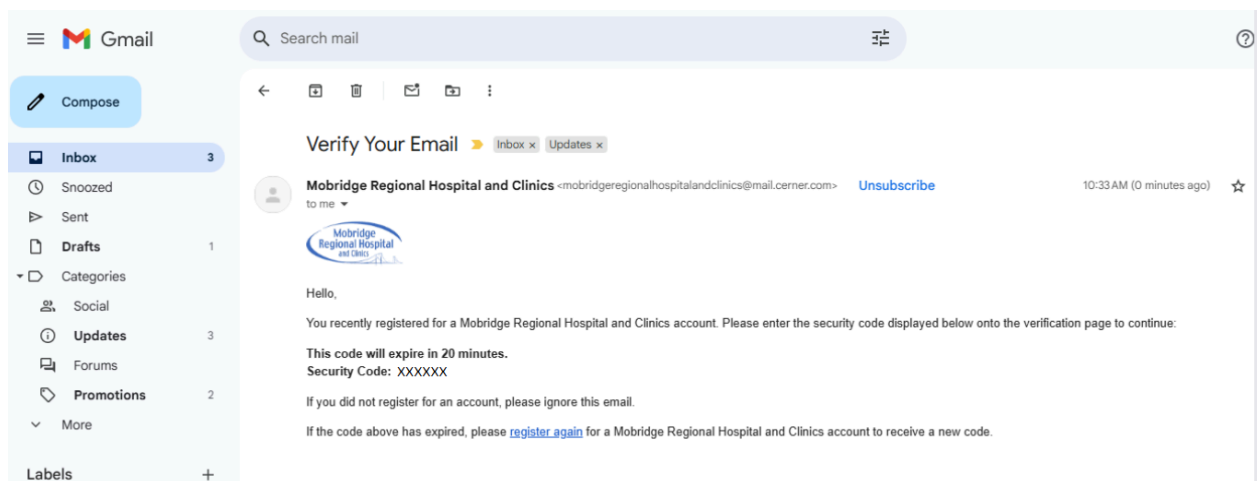 Gmail
Search mail
Compose
Verify Your Email Inbox x Updates x
Inbox 3
Snoozed
Sent
Drafts 1
Categories
Social
Updates 3
Forums
Promotions 2
More
Labels +
Mobridge Regional Hospital and Clinics <mobridgeregionalhospitalandclinics@mail.cerner.com> Unsubscribe 10:33 AM (0 minutes ago)
to me
Mobridge
Regional Hospital
and Clinics
Hello,
You recently registered for a Mobridge Regional Hospital and Clinics account. Please enter the security code displayed below onto the verification page to continue:
This code will expire in 20 minutes.
Security Code: XXXXXX
If you did not register for an account, please ignore this email.
If the code above has expired, please register again for a Mobridge Regional Hospital and Clinics account to receive a new code.